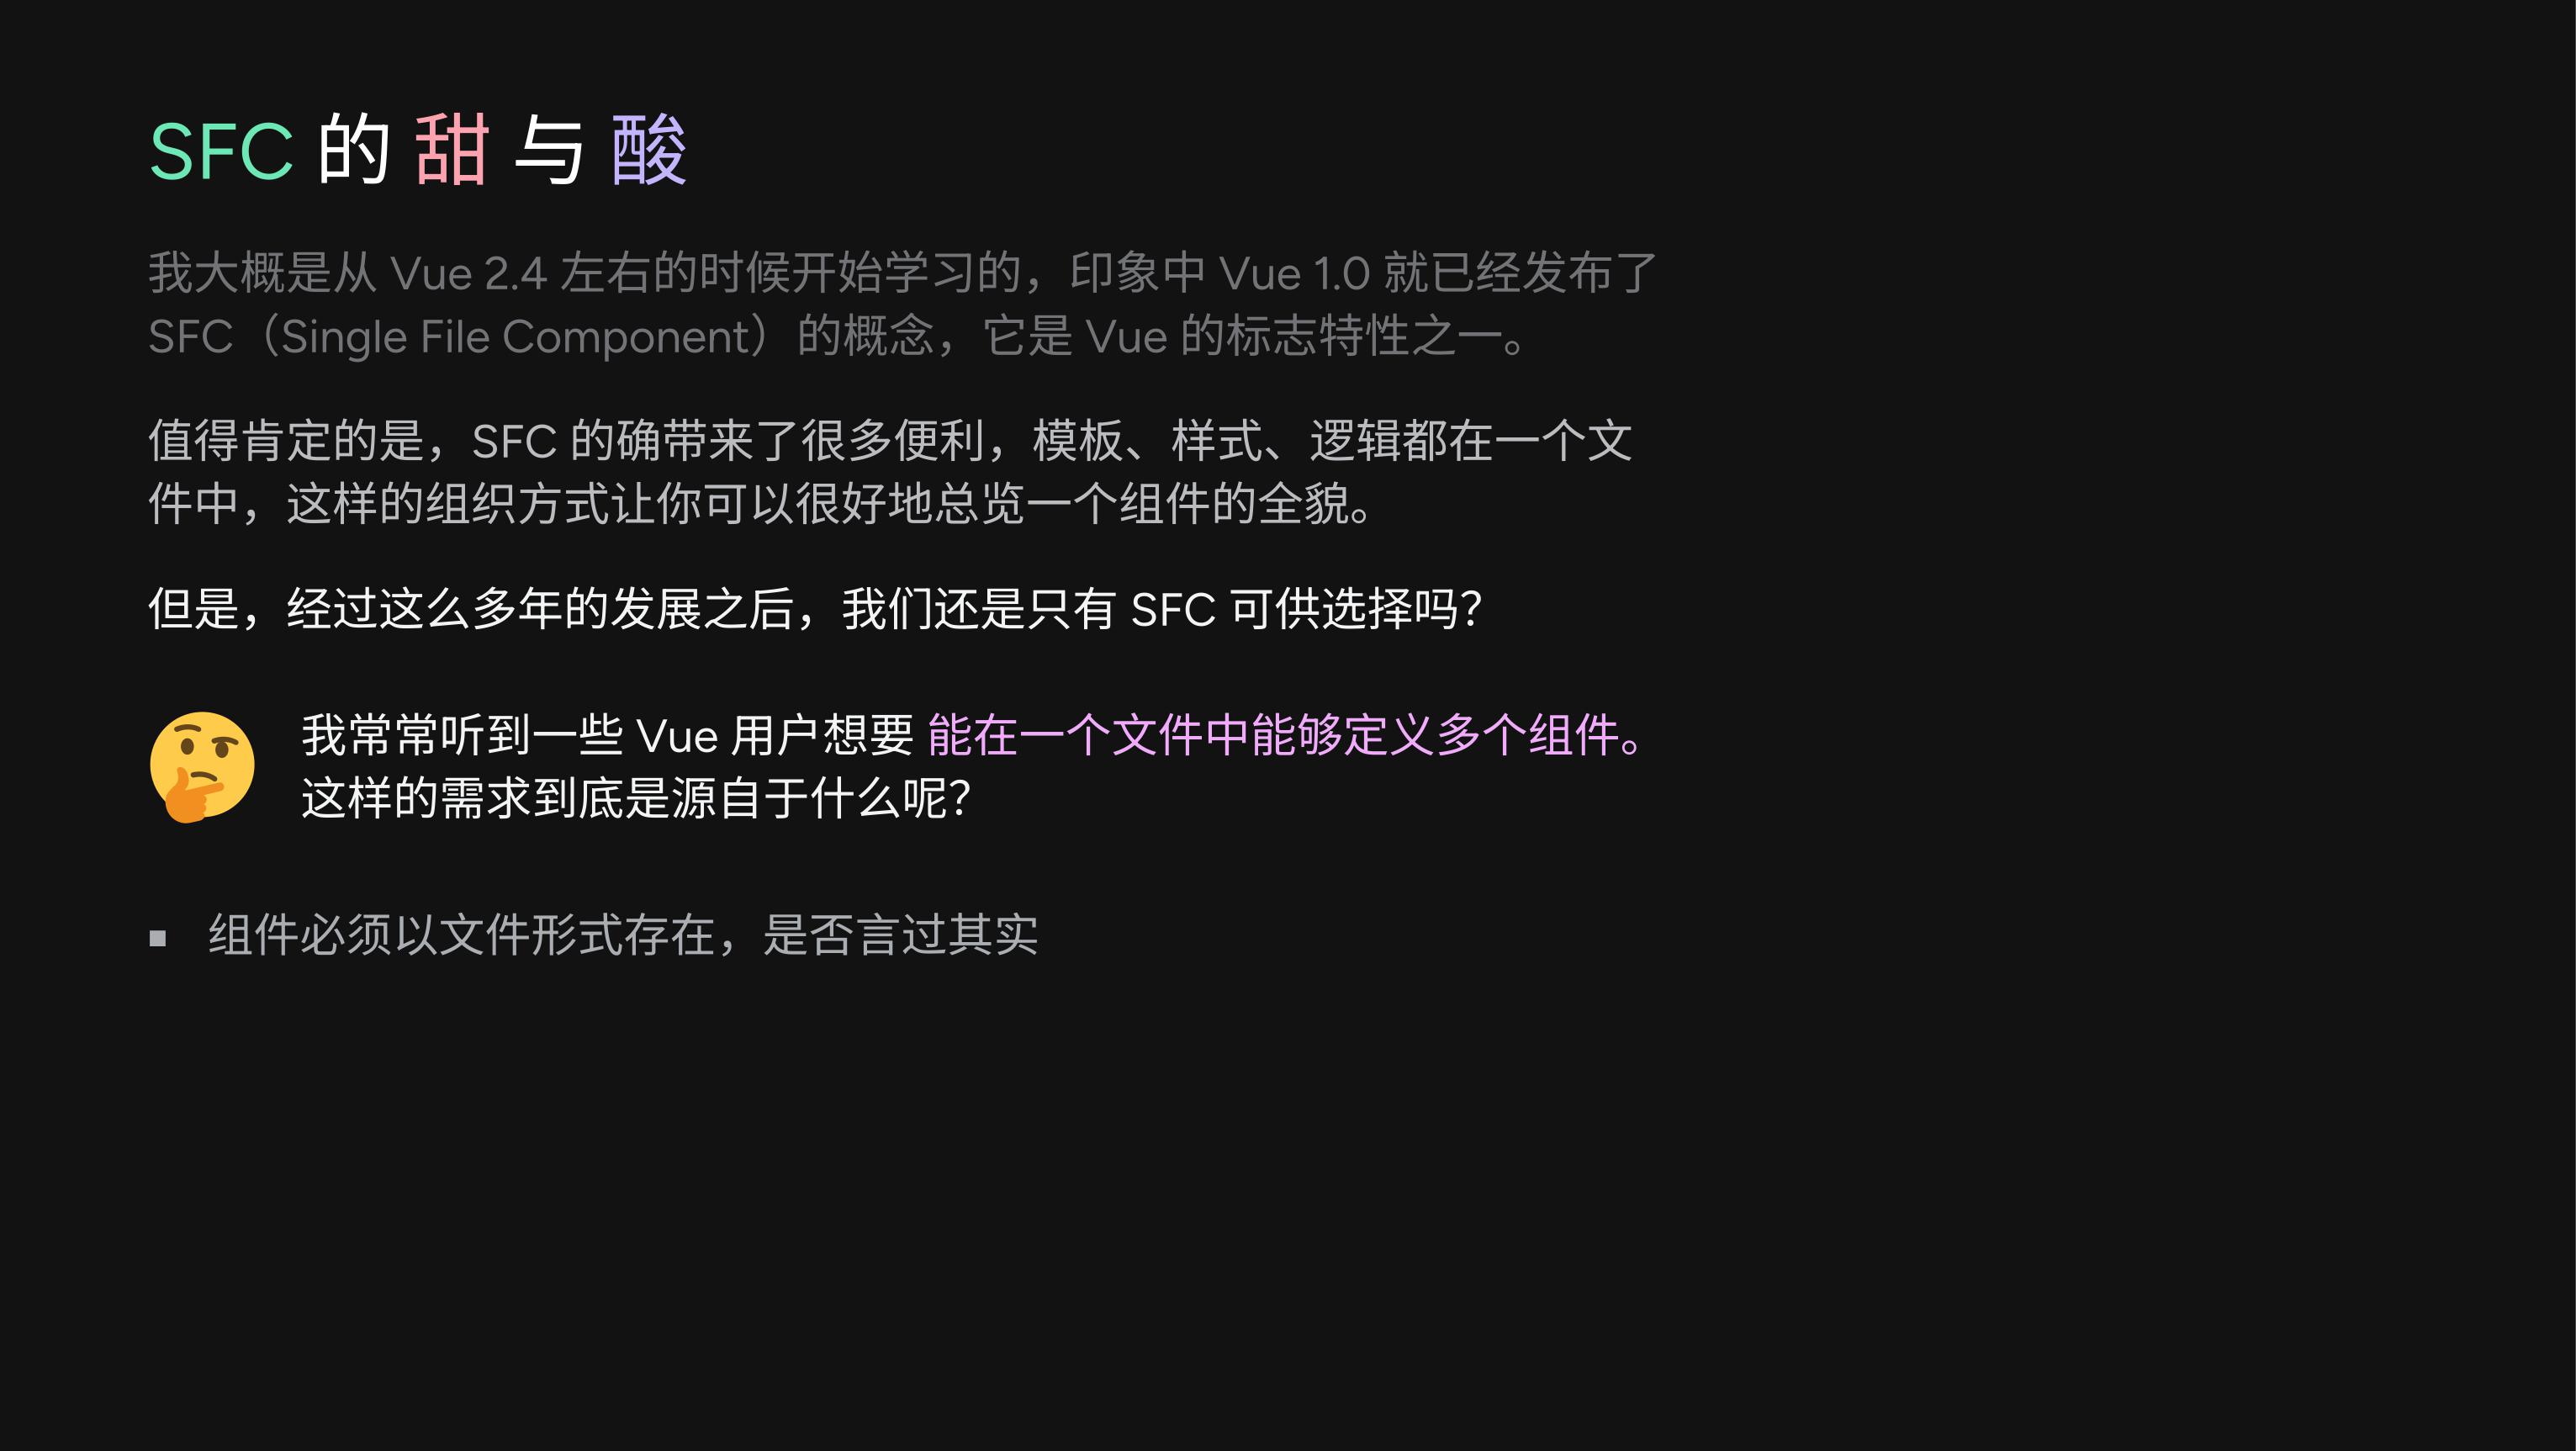 SFC 的 甜 与 酸
我大概是从 Vue 2.4 左右的时候开始学习的，印象中 Vue 1.0 就已经发布了
SFC（Single File Component）的概念，它是 Vue 的标志特性之一。
值得肯定的是，SFC 的确带来了很多便利，模板、样式、逻辑都在一个文
件中，这样的组织方式让你可以很好地总览一个组件的全貌。
但是，经过这么多年的发展之后，我们还是只有 SFC 可供选择吗？
我常常听到一些 Vue 用户想要 能在一个文件中能够定义多个组件。
这样的需求到底是源自于什么呢？
▪ 组件必须以文件形式存在，是否言过其实